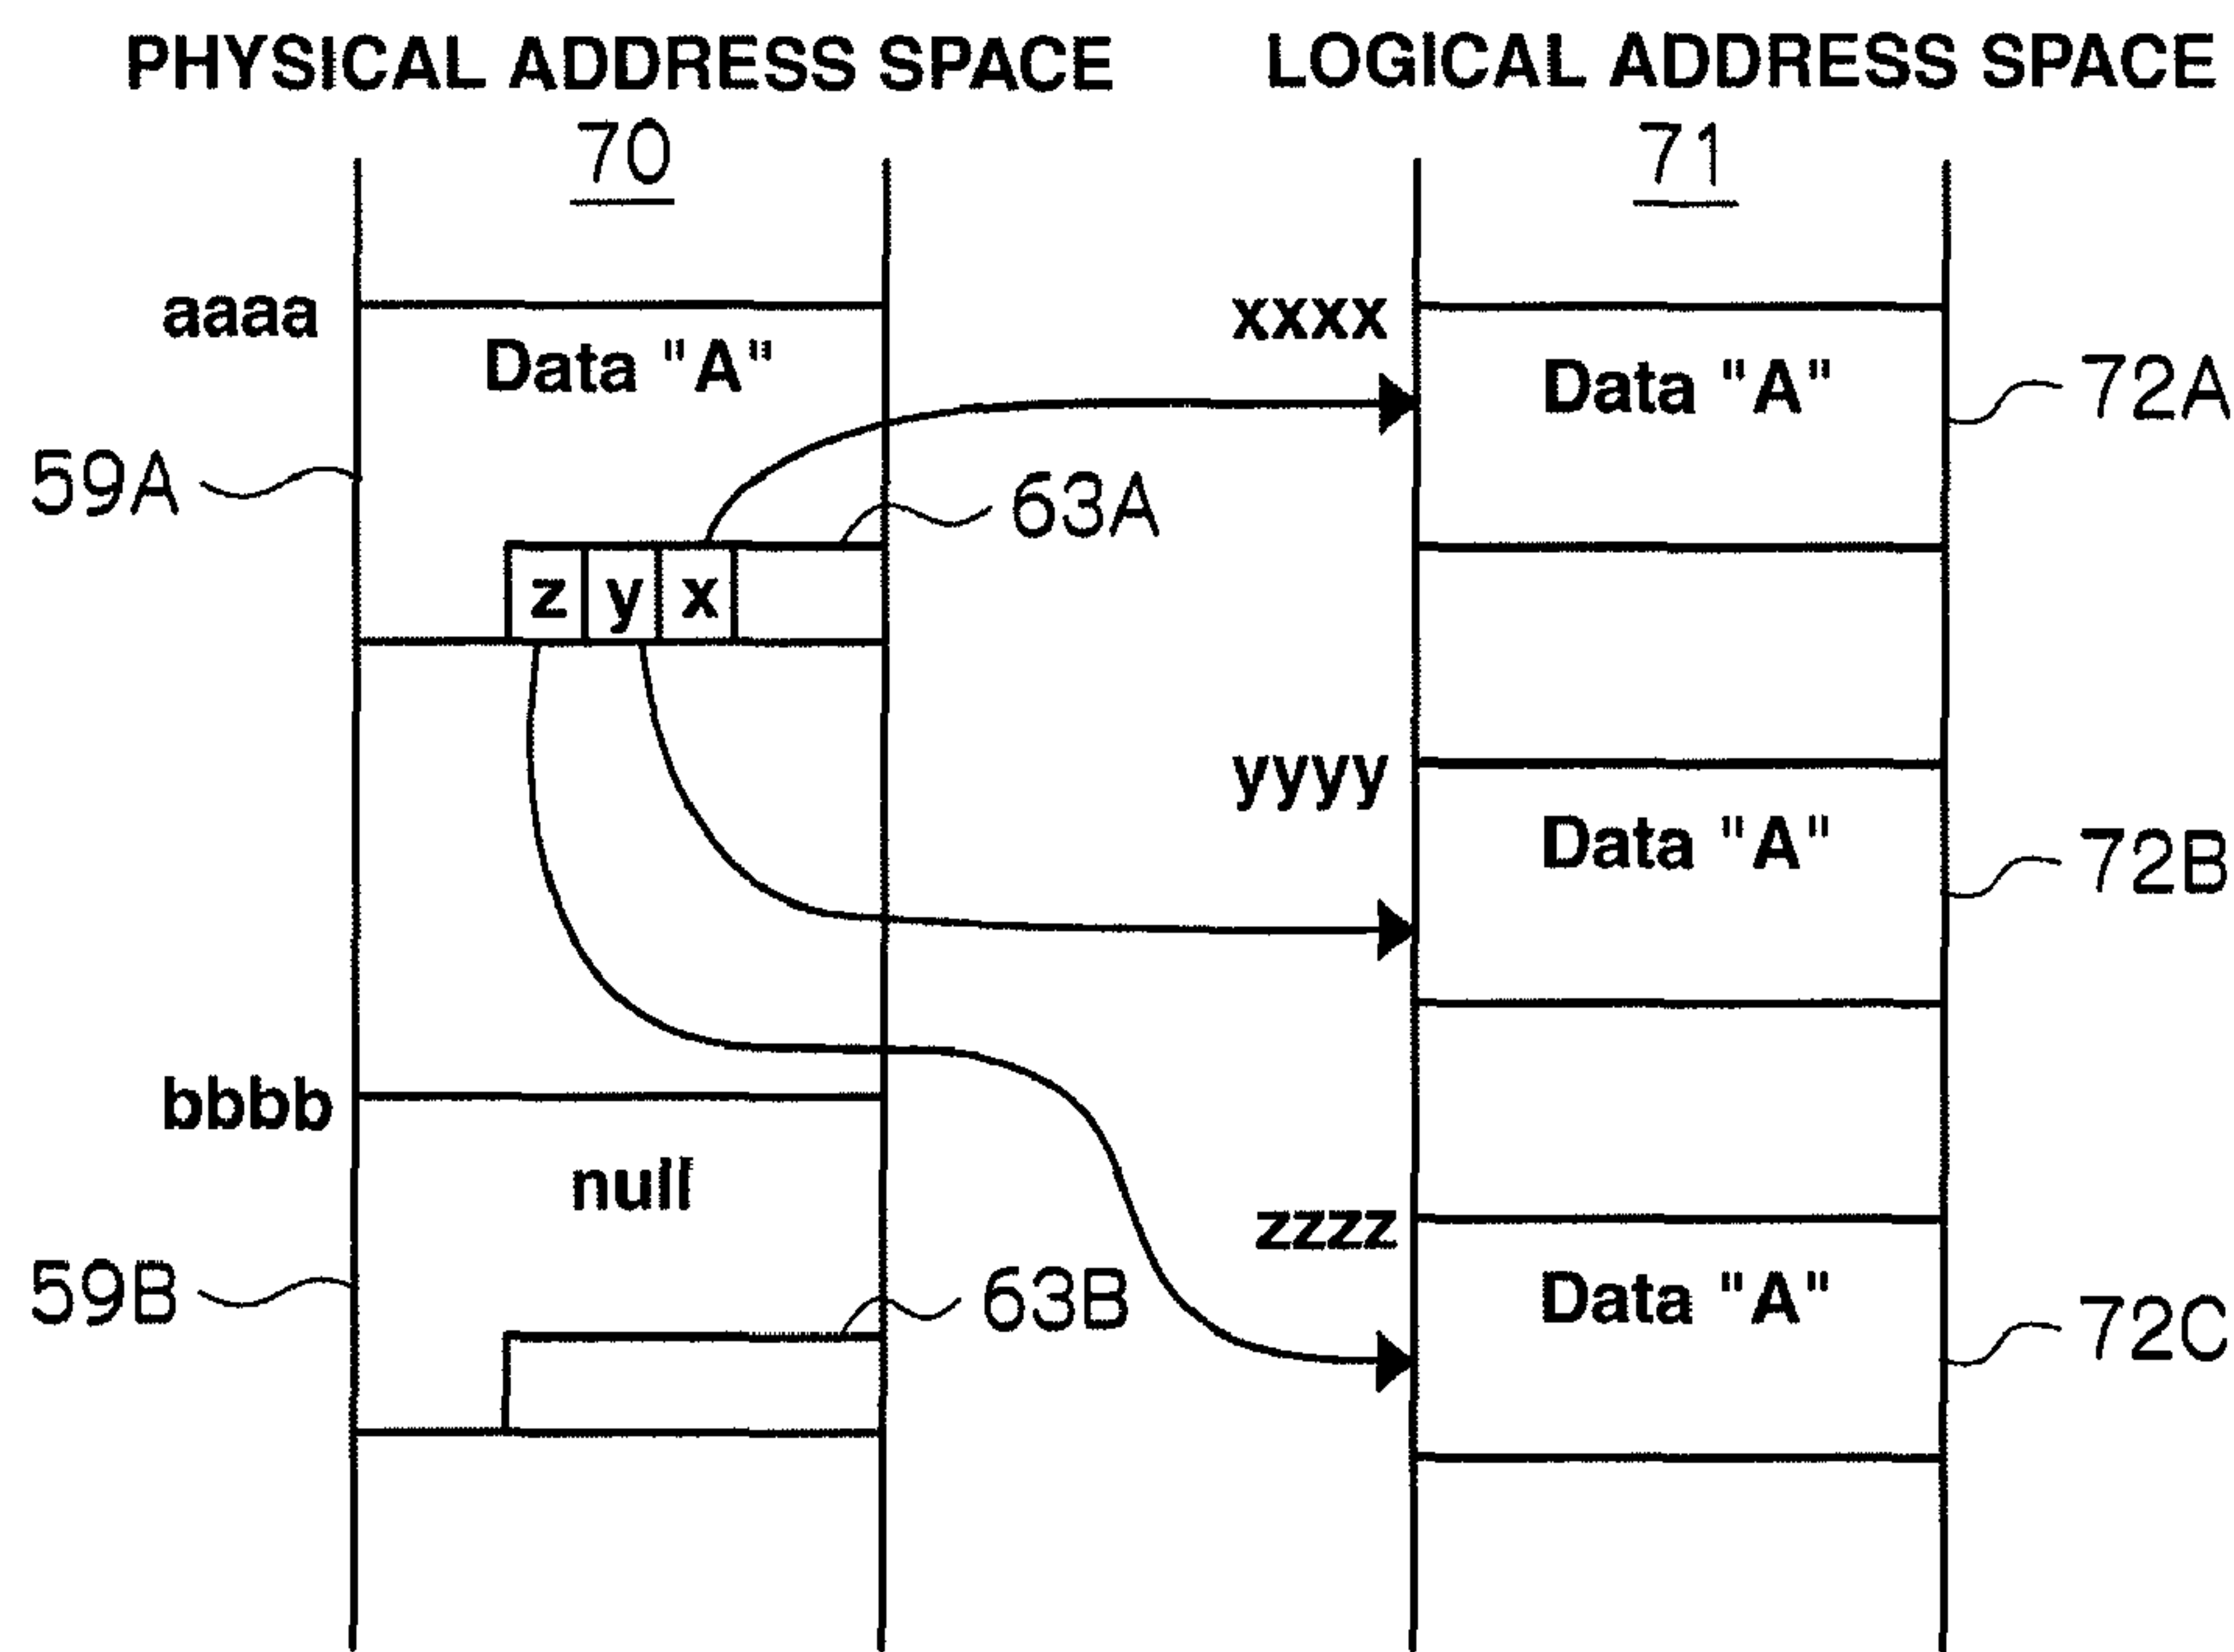 PHYSICAL ADDRESS SPACE
70
LOGICAL ADDRESS SPACE
71
aaaa
Data "A"
59A
63A
z y x
bbbb
null
59B
63B
xxxx
Data "A"
72A
yyyy
Data "A"
72B
zzzz
Data "A"
72C